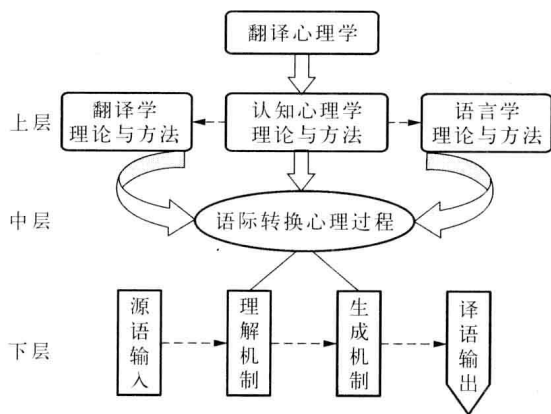 翻译心理学
上层
翻译学
理论与方法
认知心理学
理论与方法
语言学
理论与方法
中层
语际转换心理过程
下层
源语输入
理解机制
生成机制
译语输出